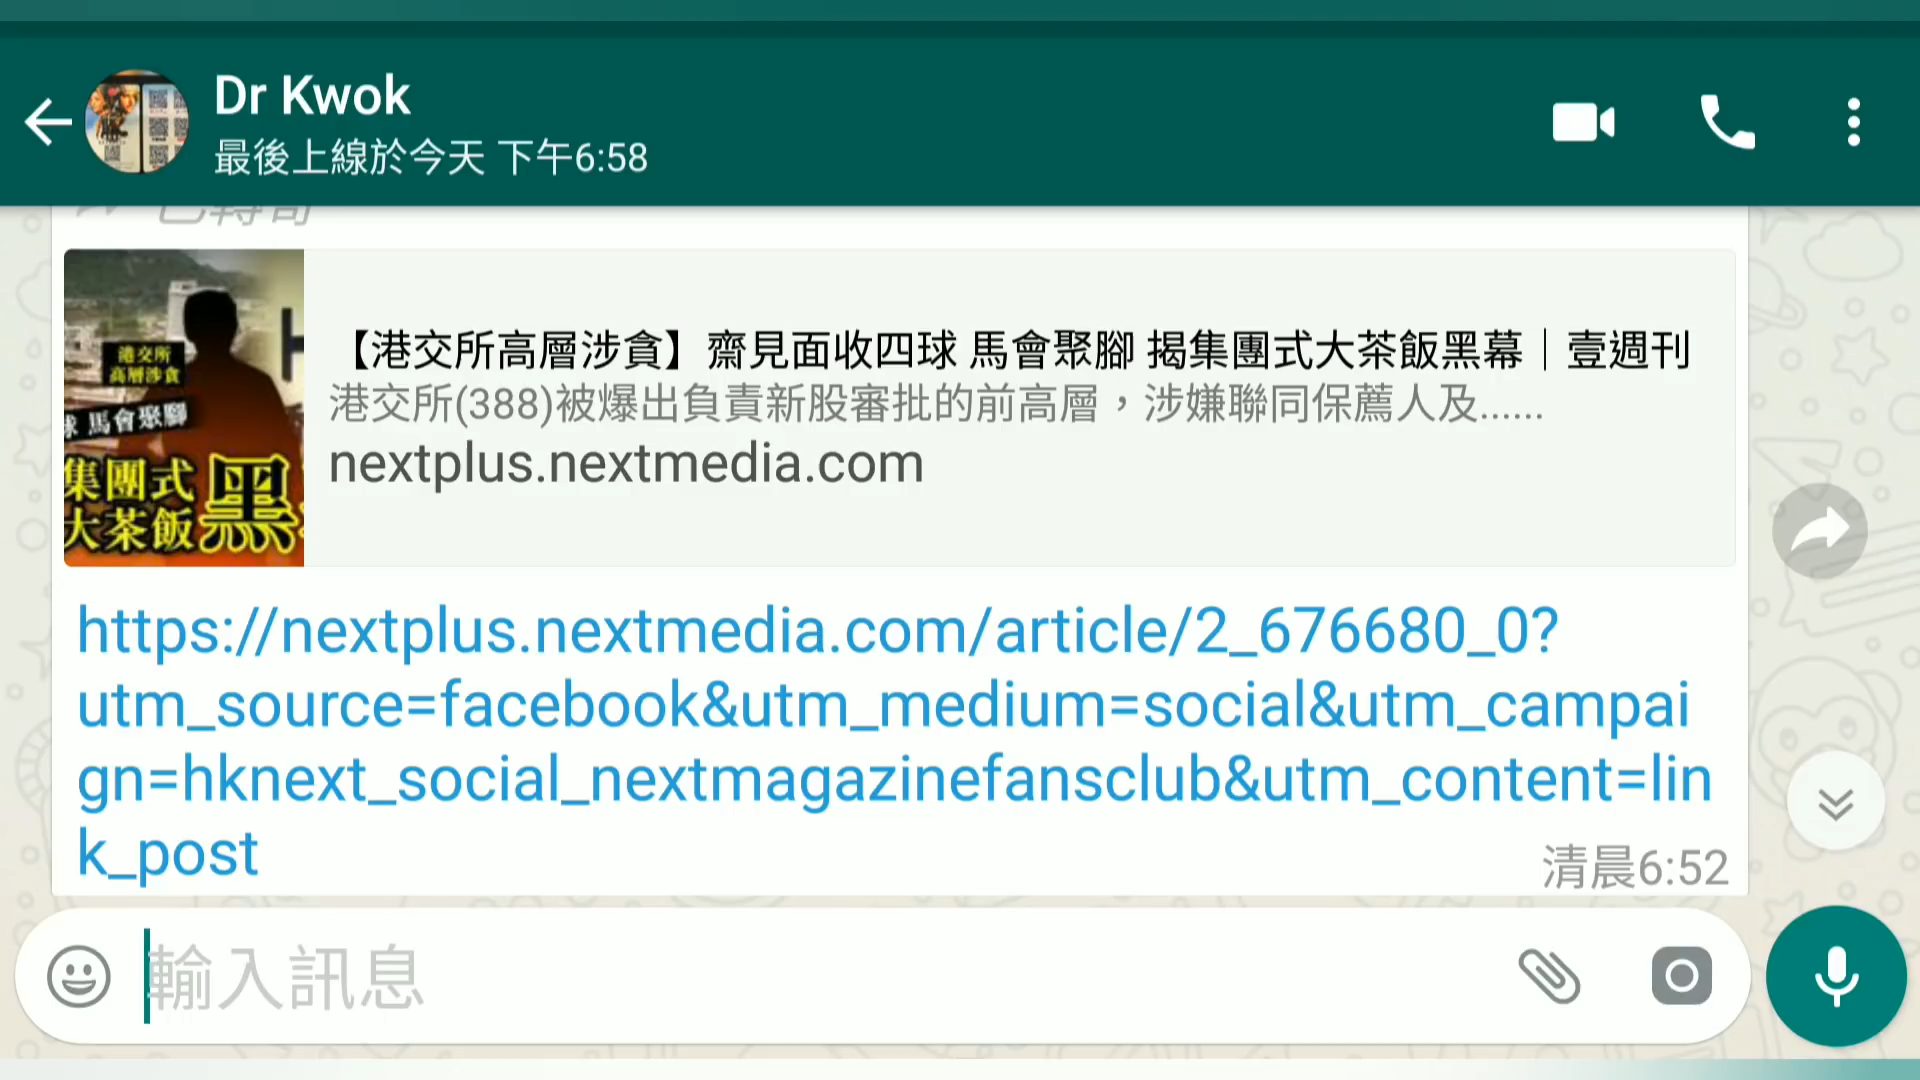 Dr Kwok
最後上線於今天 下午6:58
已轉寄
港交所
高層涉貪
球 馬會聚腳
集團式
大茶飯黑
【港交所高層涉貪】齋見面收四球 馬會聚腳 揭集團式大茶飯黑幕｜壹週刊
港交所(388)被爆出負責新股審批的前高層，涉嫌聯同保薦人及......
nextplus.nextmedia.com
https://nextplus.nextmedia.com/article/2_676680_0?
utm_source=facebook&utm_medium=social&utm_campai
gn=hknext_social_nextmagazinefansclub&utm_content=lin
k_post
清晨6:52
輸入訊息